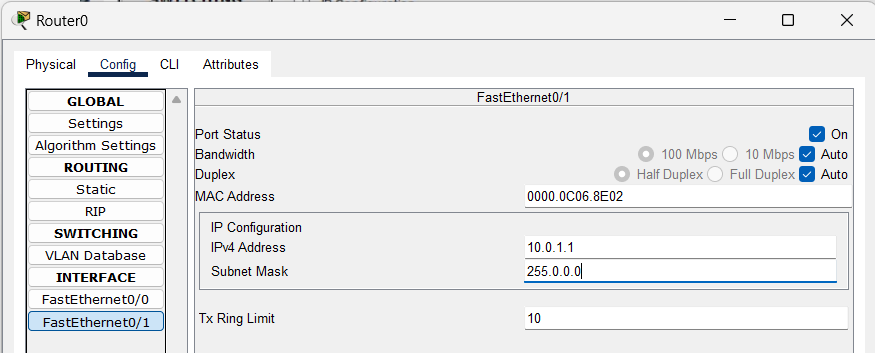 Router0
Physical Config CLI Attributes
GLOBAL
Settings
Algorithm Settings
ROUTING
Static
RIP
SWITCHING
VLAN Database
INTERFACE
FastEthernet0/0
FastEthernet0/1
FastEthernet0/1
Port Status On
Bandwidth 100 Mbps 10 Mbps Auto
Duplex Half Duplex Full Duplex Auto
MAC Address 0000.0C06.8E02
IP Configuration
IPv4 Address 10.0.1.1
Subnet Mask 255.0.0.0
Tx Ring Limit 10